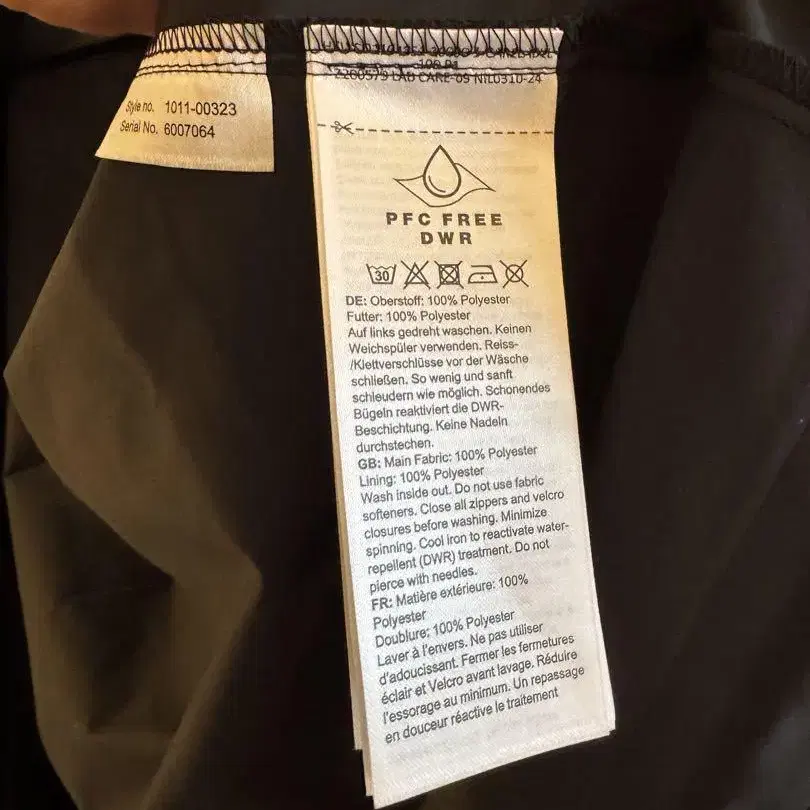 Style no. 1011-00323
Serial No. 6007064
LAB CARE-09 NIL0310-24
PFC FREE
DWR
30
DE: Oberstoff: 100% Polyester
Futter: 100% Polyester
Auf links gedreht waschen. Keinen
Weichspüler verwenden. Reiss-
/Klettverschlüsse vor der Wäsche
schließen. So wenig und sanft
schleudern wie möglich. Schonendes
Bügeln reaktiviert die DWR-
Beschichtung. Keine Nadeln
durchstechen.
GB: Main Fabric: 100% Polyester
Lining: 100% Polyester
Wash inside out. Do not use fabric
softeners. Close all zippers and velcro
closures before washing. Minimize
spinning. Cool iron to reactivate water-
repellent (DWR) treatment. Do not
pierce with needles.
FR: Matière extérieure: 100%
Polyester
Doublure: 100% Polyester
Laver à l'envers. Ne pas utiliser
d'adoucissant. Fermer les fermetures
éclair et Velcro avant lavage. Réduire
l'essorage au minimum. Un repassage
en douceur réactive le traitement